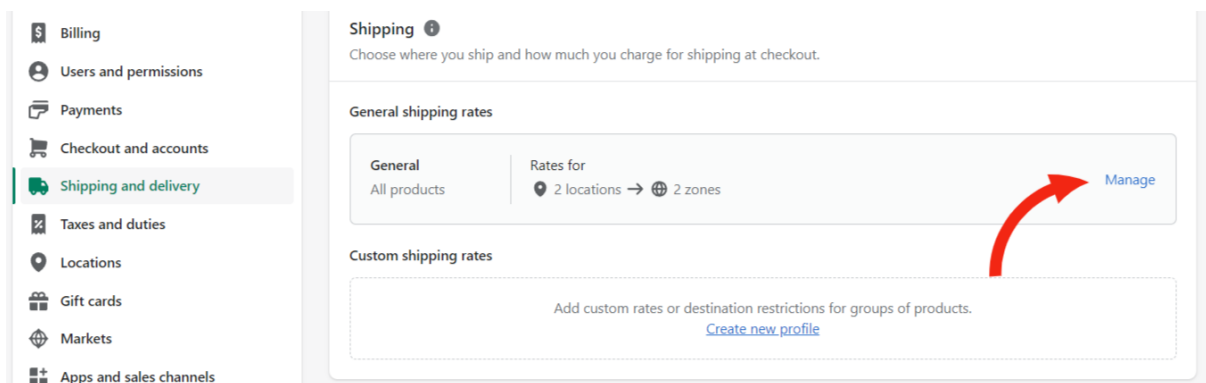 Billing
Users and permissions
Payments
Checkout and accounts
Shipping and delivery
Taxes and duties
Locations
Gift cards
Markets
Apps and sales channels
Shipping
Choose where you ship and how much you charge for shipping at checkout.
General shipping rates
General
All products
Rates for
2 locations → 2 zones
Manage
Custom shipping rates
Add custom rates or destination restrictions for groups of products.
Create new profile